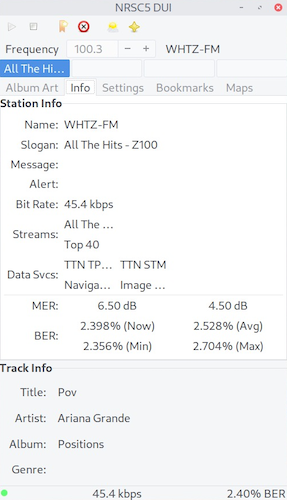 NRSC5 DUI
Frequency 100.3 − + WHTZ-FM
All The Hi...
Album Art Info Settings Bookmarks Maps
Station Info
Name: WHTZ-FM
Slogan: All The Hits - Z100
Message:
Alert:
Bit Rate: 45.4 kbps
Streams: All The ...
Top 40
Data Svcs: TTN TP... TTN STM
Naviga... Image ...
MER: 6.50 dB 4.50 dB
BER: 2.398% (Now) 2.528% (Avg)
2.356% (Min) 2.704% (Max)
Track Info
Title: Pov
Artist: Ariana Grande
Album: Positions
Genre:
45.4 kbps 2.40% BER